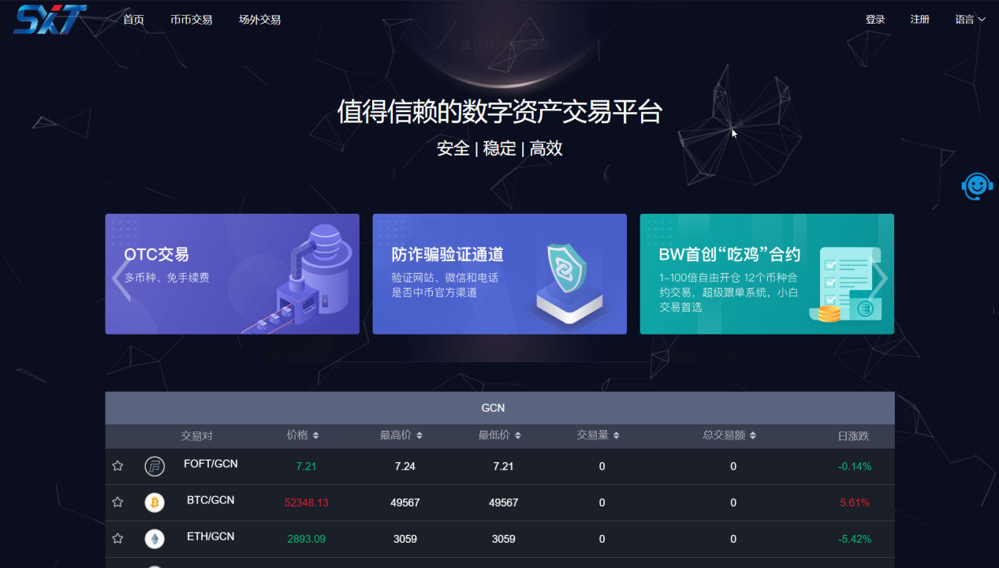 SXT 首页 币币交易 场外交易 登录 注册 语言
值得信赖的数字资产交易平台
安全 | 稳定 | 高效
OTC交易
多币种、免手续费
防诈骗验证通道
验证网站、微信和电话
是否中币官方渠道
BW首创“吃鸡”合约
1-100倍自由开仓 12个币种合
约交易，超级跟单系统，小白
交易首选
GCN
交易对 价格 最高价 最低价 交易量 总交易额 日涨跌
FOFT/GCN 7.21 7.24 7.21 0 0 -0.14%
BTC/GCN 52348.13 49567 49567 0 0 5.61%
ETH/GCN 2893.09 3059 3059 0 0 -5.42%